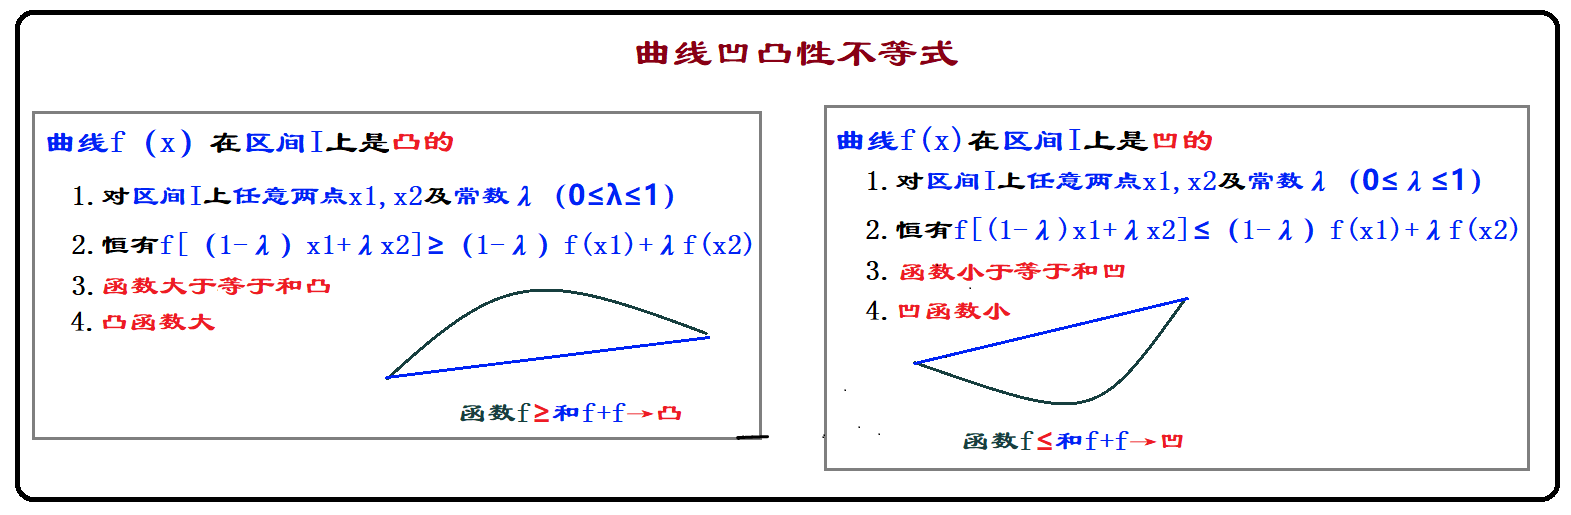 曲线凹凸性不等式
曲线f（x）在区间I上是凸的
1.对区间I上任意两点x1,x2及常数λ（0≤λ≤1）
2.恒有f[（1-λ）x1+λx2]≥（1-λ）f(x1)+λf(x2)
3.函数大于等于和凸
4.凸函数大
函数f≥和f+f→凸
曲线f(x)在区间I上是凹的
1.对区间I上任意两点x1,x2及常数λ（0≤λ≤1）
2.恒有f[(1-λ)x1+λx2]≤（1-λ）f(x1)+λf(x2)
3.函数小于等于和凹
4.凹函数小
函数f≤和f+f→凹